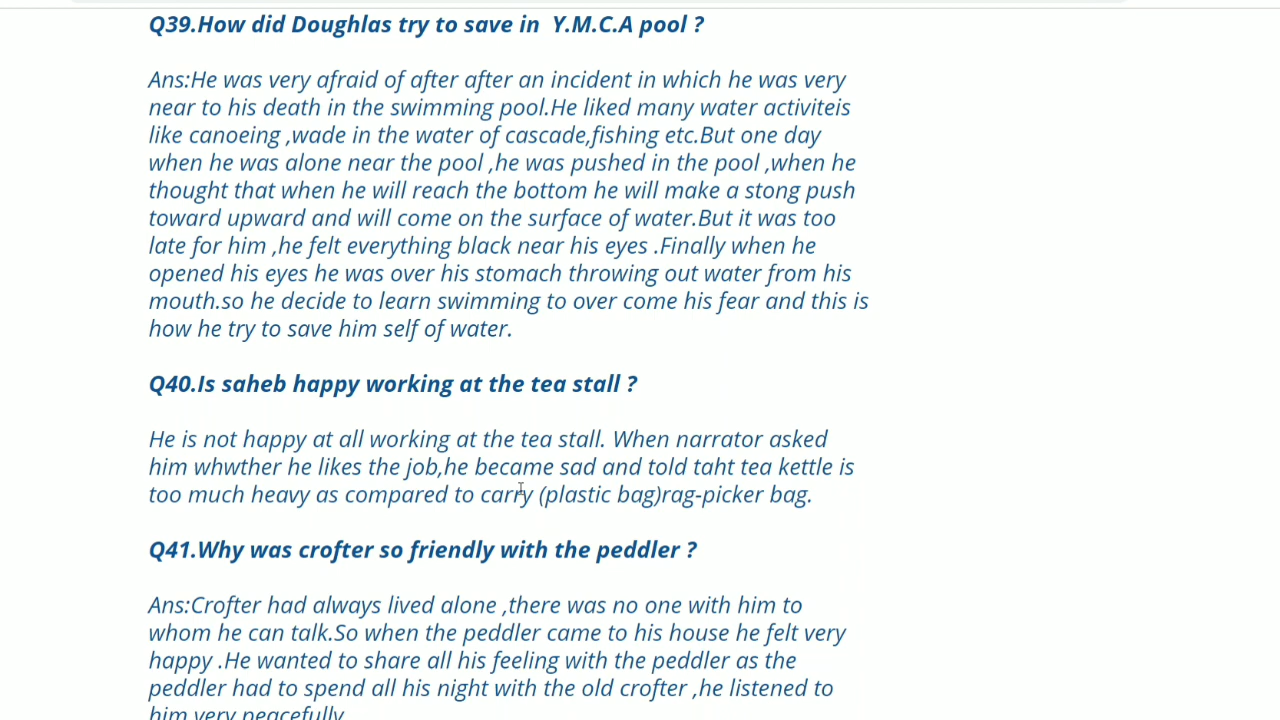 Q39.How did Doughlas try to save in  Y.M.C.A pool ?
Ans:He was very afraid of after after an incident in which he was very
near to his death in the swimming pool.He liked many water activiteis
like canoeing ,wade in the water of cascade,fishing etc.But one day
when he was alone near the pool ,he was pushed in the pool ,when he
thought that when he will reach the bottom he will make a stong push
toward upward and will come on the surface of water.But it was too
late for him ,he felt everything black near his eyes .Finally when he
opened his eyes he was over his stomach throwing out water from his
mouth.so he decide to learn swimming to over come his fear and this is
how he try to save him self of water.
Q40.Is saheb happy working at the tea stall ?
He is not happy at all working at the tea stall. When narrator asked
him whwther he likes the job,he became sad and told taht tea kettle is
too much heavy as compared to carry (plastic bag)rag-picker bag.
Q41.Why was crofter so friendly with the peddler ?
Ans:Crofter had always lived alone ,there was no one with him to
whom he can talk.So when the peddler came to his house he felt very
happy .He wanted to share all his feeling with the peddler as the
peddler had to spend all his night with the old crofter ,he listened to
him very peacefully